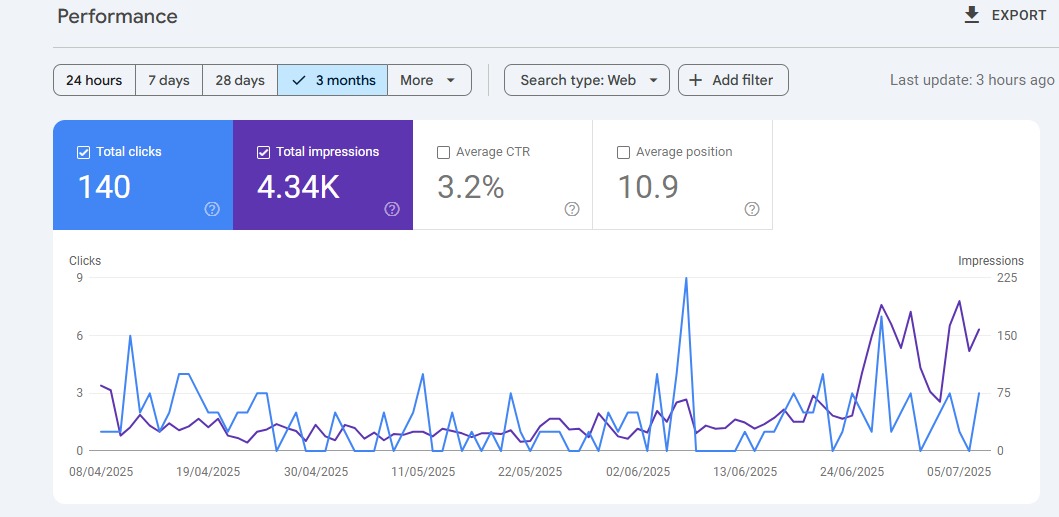 Performance
EXPORT
24 hours 7 days 28 days 3 months More Search type: Web Add filter Last update: 3 hours ago
Total clicks Total impressions Average CTR Average position
140 4.34K 3.2% 10.9
Clicks Impressions
9 225
6 150
3 75
0 0
08/04/2025 19/04/2025 30/04/2025 11/05/2025 22/05/2025 02/06/2025 13/06/2025 24/06/2025 05/07/2025